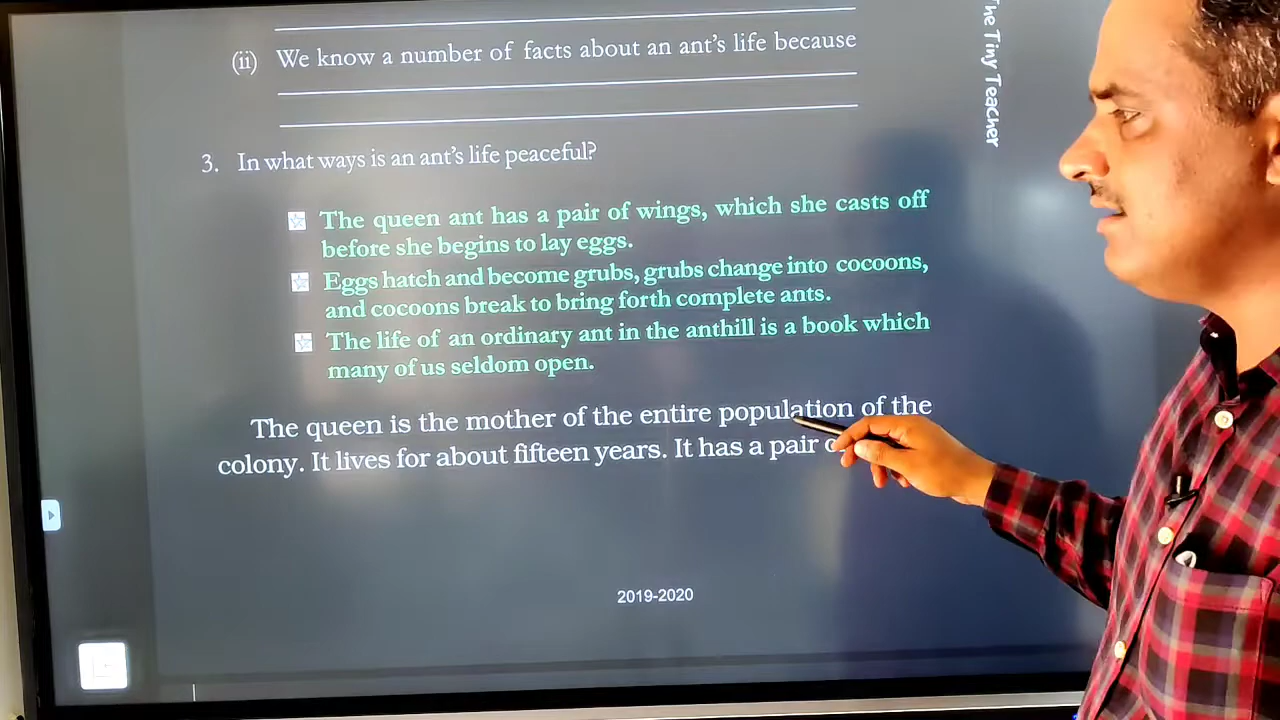 (ii) We know a number of facts about an ant's life because
3. In what ways is an ant's life peaceful?
The queen ant has a pair of wings, which she casts off
before she begins to lay eggs.
Eggs hatch and become grubs, grubs change into cocoons,
and cocoons break to bring forth complete ants.
The life of an ordinary ant in the anthill is a book which
many of us seldom open.
The queen is the mother of the entire population of the
colony. It lives for about fifteen years. It has a pair
2019-2020
The Tiny Teacher